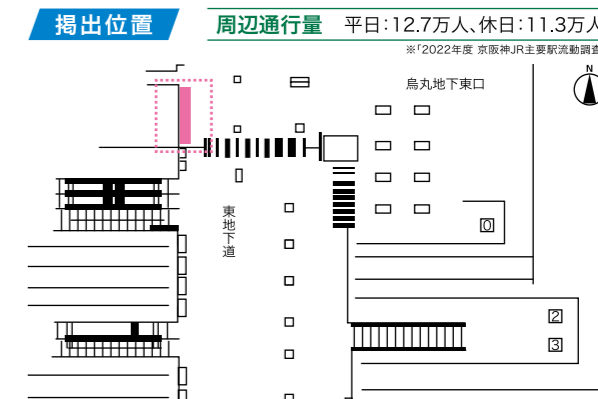 掲出位置
周辺通行量 平日：12.7万人、休日：11.3万人
※「2022年度 京阪神JR主要駅流動調査
烏丸地下東口
N
東地下道
0
2
3